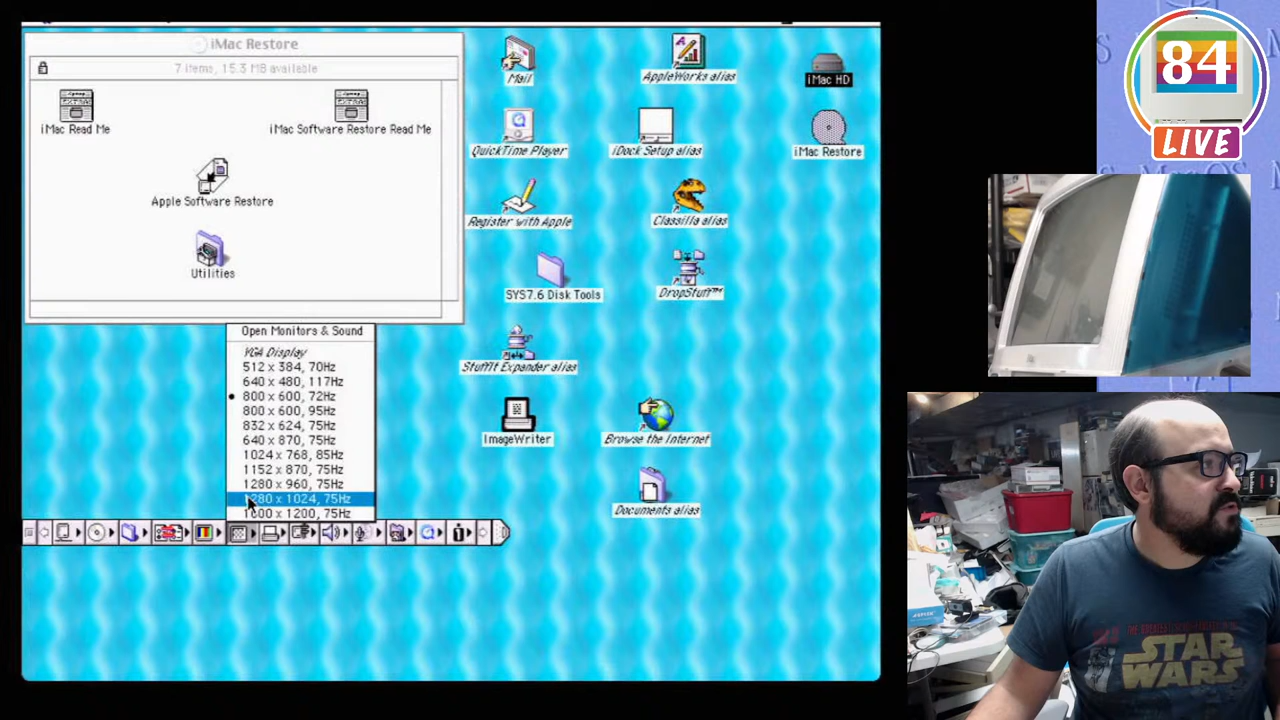 iMac Restore
7 items, 15.3 MB available
iMac Read Me
iMac Software Restore Read Me
Apple Software Restore
Utilities
Mail
AppleWorks alias
iMac HD
QuickTime Player
iDock Setup alias
iMac Restore
Register with Apple
Classilla alias
SYS7.6 Disk Tools
DropStuff™
StuffIt Expander alias
ImageWriter
Browse the Internet
Documents alias
Open Monitors & Sound
VGA Display
512 x 384, 70Hz
640 x 480, 117Hz
800 x 600, 72Hz
800 x 600, 95Hz
832 x 624, 75Hz
640 x 870, 75Hz
1024 x 768, 85Hz
1152 x 870, 75Hz
1280 x 960, 75Hz
1280 x 1024, 75Hz
1600 x 1200, 75Hz
84
LIVE
STAR
WARS